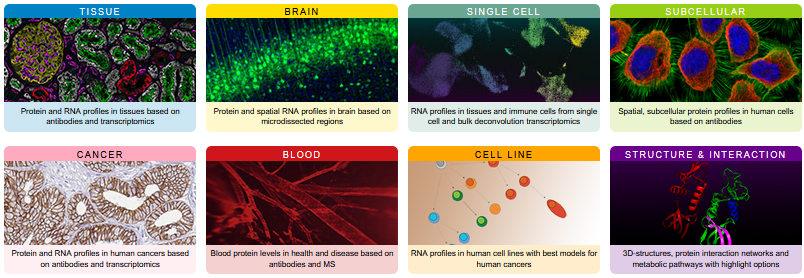 TISSUE
BRAIN
SINGLE CELL
SUBCELLULAR
Protein and RNA profiles in tissues based on
antibodies and transcriptomics
Protein and spatial RNA profiles in brain based on
microdissected regions
RNA profiles in tissues and immune cells from single
cell and bulk deconvolution transcriptomics
Spatial, subcellular protein profiles in human cells
based on antibodies
CANCER
BLOOD
CELL LINE
STRUCTURE & INTERACTION
Protein and RNA profiles in human cancers based
on antibodies and transcriptomics
Blood protein levels in health and disease based on
antibodies and MS
RNA profiles in human cell lines with best models for
human cancers
3D-structures, protein interaction networks and
metabolic pathways with highlight options